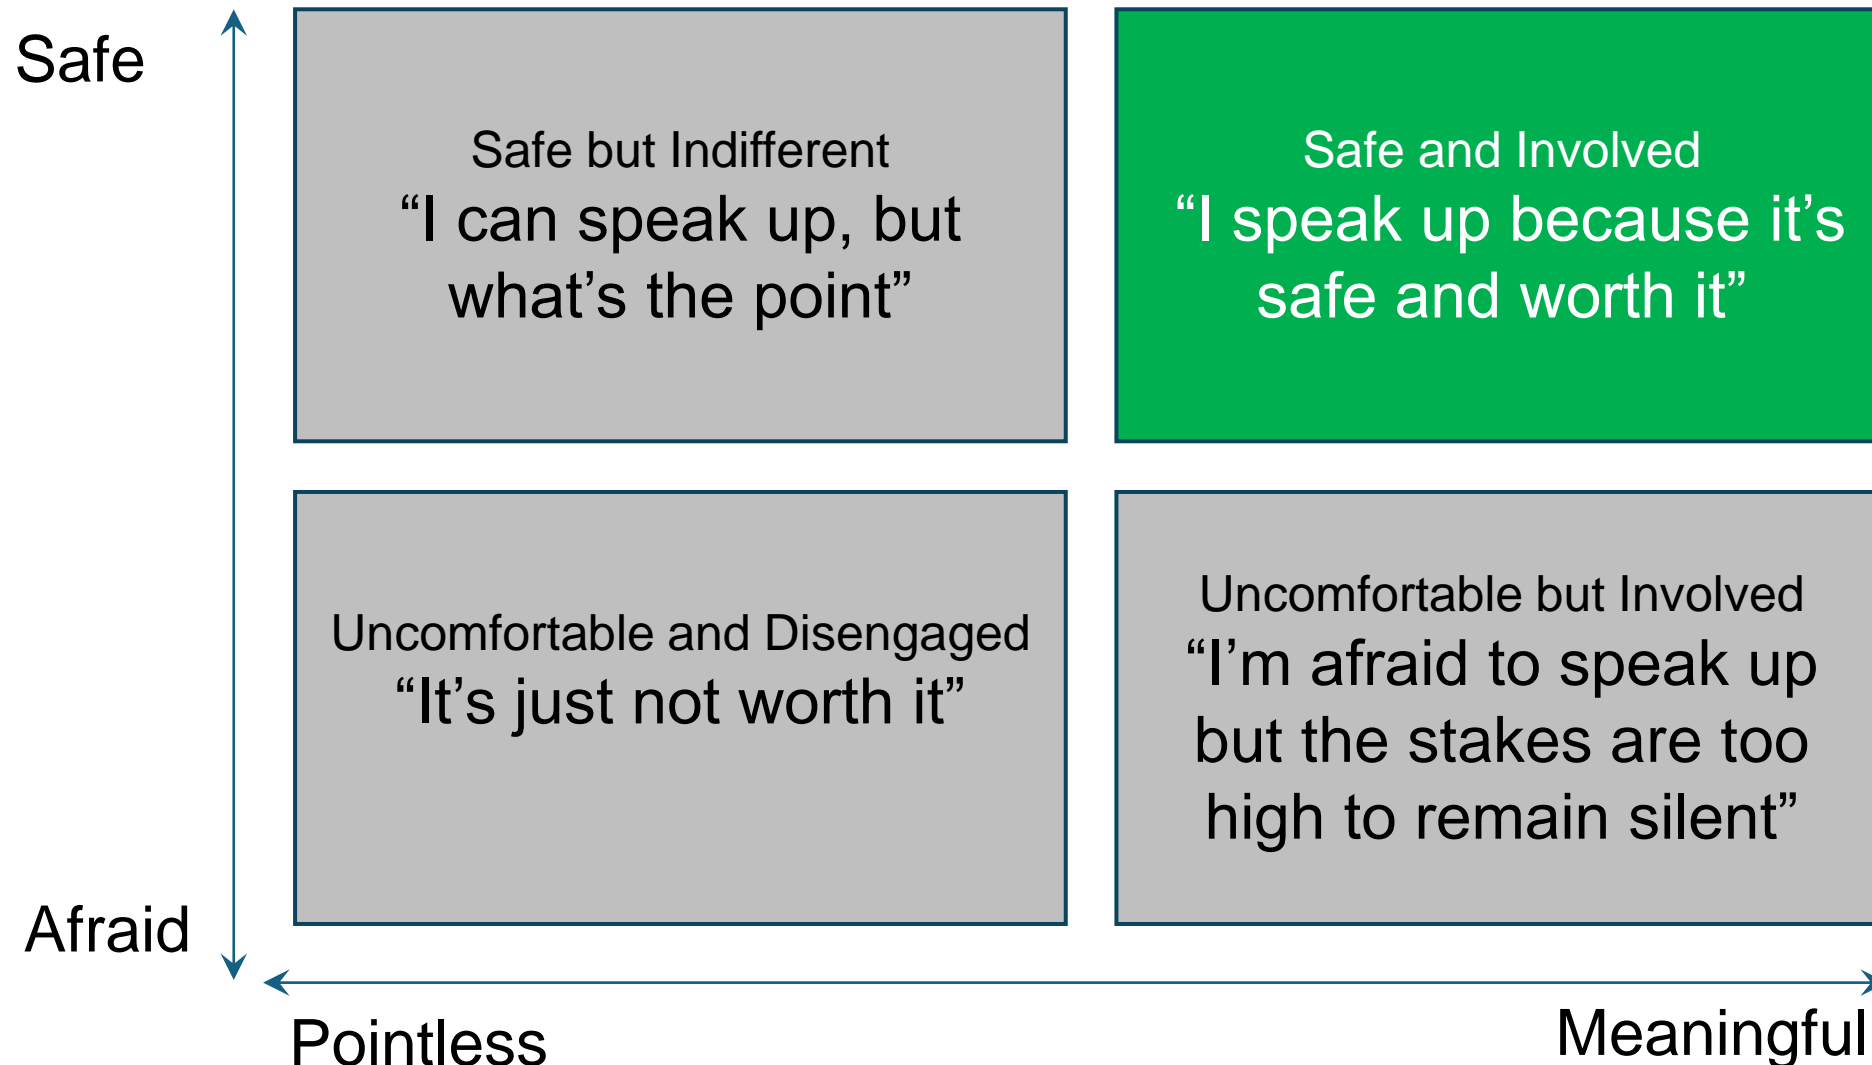 Safe
Safe but Indifferent
“I can speak up, but
what’s the point”
Safe and Involved
“I speak up because it’s
safe and worth it”
Uncomfortable and Disengaged
“It’s just not worth it”
Uncomfortable but Involved
“I’m afraid to speak up
but the stakes are too
high to remain silent”
Afraid
Pointless
Meaningful